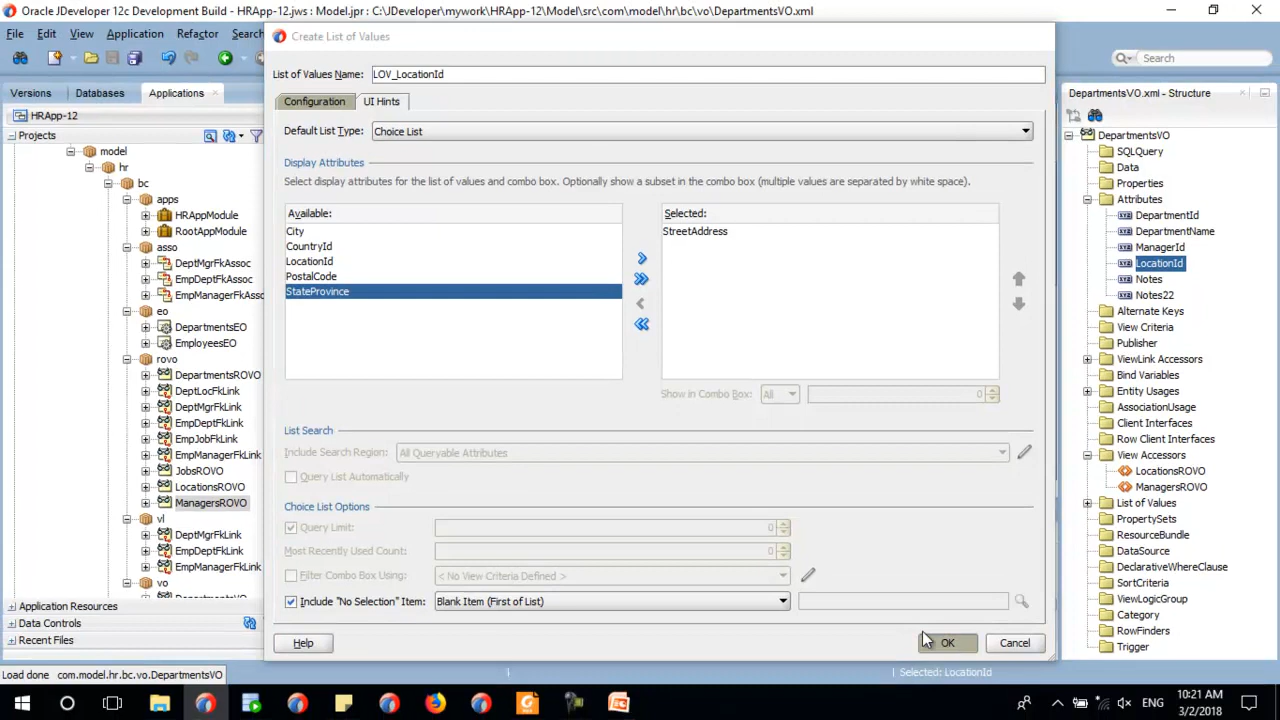 Oracle JDeveloper 12c Development Build - HRApp-12.jws : Model.jpr : C:\JDeveloper\mywork\HRApp-12\Model\src\com\model\hr\bc\vo\DepartmentsVO.xml
File Edit View Application Refactor Search
Search
Create List of Values
List of Values Name: LOV_LocationId
Configuration UI Hints
Default List Type: Choice List
Display Attributes
Select display attributes for the list of values and combo box. Optionally show a subset in the combo box (multiple values are separated by white space).
Available:
City
CountryId
LocationId
PostalCode
StateProvince
Selected:
StreetAddress
Show in Combo Box: All 0
List Search
Include Search Region: All Queryable Attributes
Query List Automatically
Choice List Options
Query Limit: 0
Most Recently Used Count: 0
Filter Combo Box Using: < No View Criteria Defined >
Include "No Selection" Item: Blank Item (First of List)
Help OK Cancel
Versions Databases Applications
HRApp-12
Projects
model
hr
bc
apps
HRAppModule
RootAppModule
asso
DeptMgrFkAssoc
EmpDeptFkAssoc
EmpManagerFkAsso
eo
DepartmentsEO
EmployeesEO
rovo
DepartmentsROVO
DeptLocFkLink
DeptMgrFkLink
EmpDeptFkLink
EmpJobFkLink
EmpManagerFkLink
JobsROVO
LocationsROVO
ManagersROVO
vl
DeptMgrFkLink
EmpDeptFkLink
EmpManagerFkLink
vo
DepartmentsVO
Application Resources
Data Controls
Recent Files
Load done com.model.hr.bc.vo.DepartmentsVO
Selected: LocationId
DepartmentsVO.xml - Structure
DepartmentsVO
SQLQuery
Data
Properties
Attributes
DepartmentId
DepartmentName
ManagerId
LocationId
Notes
Notes22
Alternate Keys
View Criteria
Publisher
ViewLink Accessors
Bind Variables
Entity Usages
AssociationUsage
Client Interfaces
Row Client Interfaces
View Accessors
LocationsROVO
ManagersROVO
List of Values
PropertySets
ResourceBundle
DataSource
DeclarativeWhereClause
SortCriteria
ViewLogicGroup
Category
RowFinders
Trigger
ENG
10:21 AM
3/2/2018